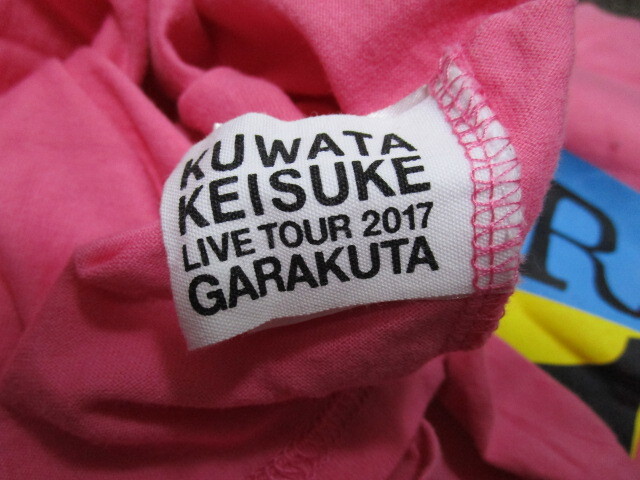 KUWATA
KEISUKE
LIVE TOUR 2017
GARAKUTA
R